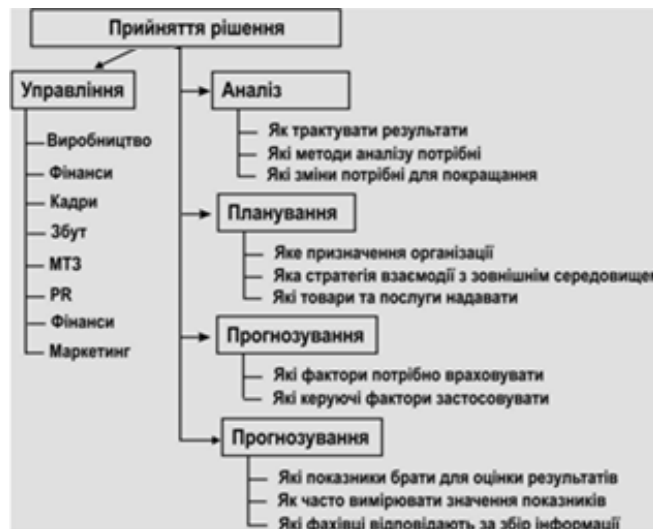 Прийняття рішення
Управління
Виробництво
Фінанси
Кадри
Збут
МТЗ
PR
Фінанси
Маркетинг
Аналіз
Як трактувати результати
Які методи аналізу потрібні
Які зміни потрібні для покращання
Планування
Яке призначення організації
Яка стратегія взаємодії з зовнішнім середовищем
Які товари та послуги надавати
Прогнозування
Які фактори потрібно враховувати
Які керуючі фактори застосовувати
Прогнозування
Які показники брати для оцінки результатів
Як часто вимірювати значення показників
Які фахівці відповідають за збір інформації